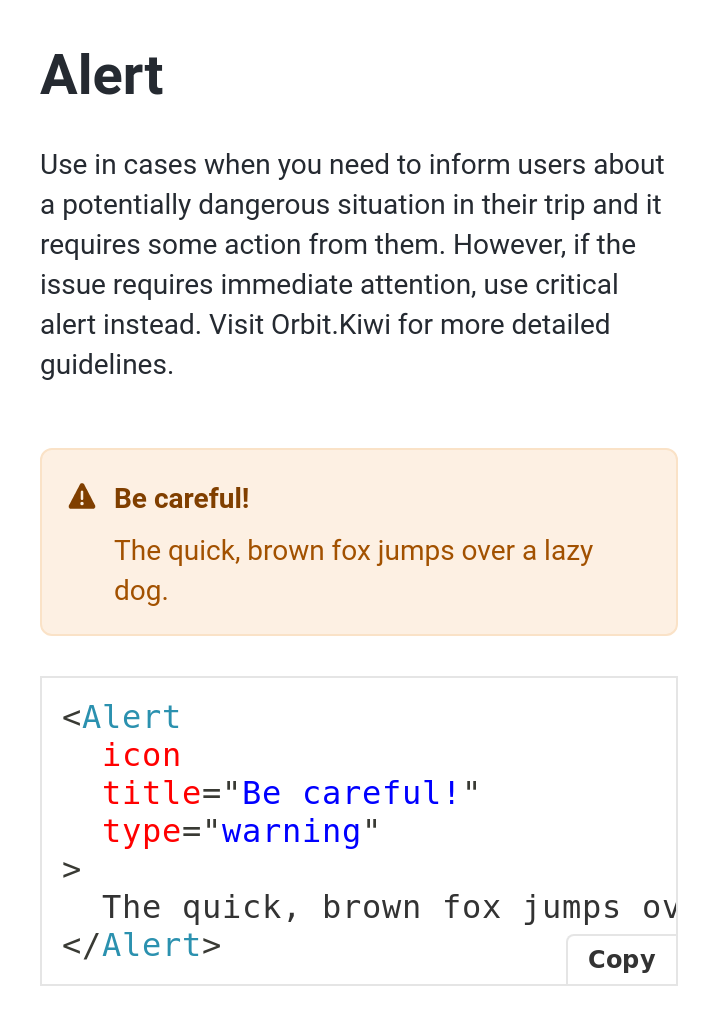 Alert
Use in cases when you need to inform users about
a potentially dangerous situation in their trip and it
requires some action from them. However, if the
issue requires immediate attention, use critical
alert instead. Visit Orbit.Kiwi for more detailed
guidelines.
Be careful!
The quick, brown fox jumps over a lazy
dog.
<Alert
  icon
  title="Be careful!"
  type="warning"
>
  The quick, brown fox jumps ov
</Alert>
Copy